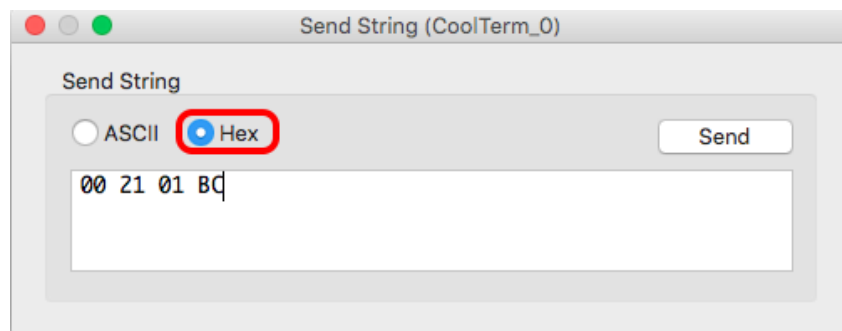 Send String (CoolTerm_0)
Send String
ASCII Hex Send
00 21 01 BC